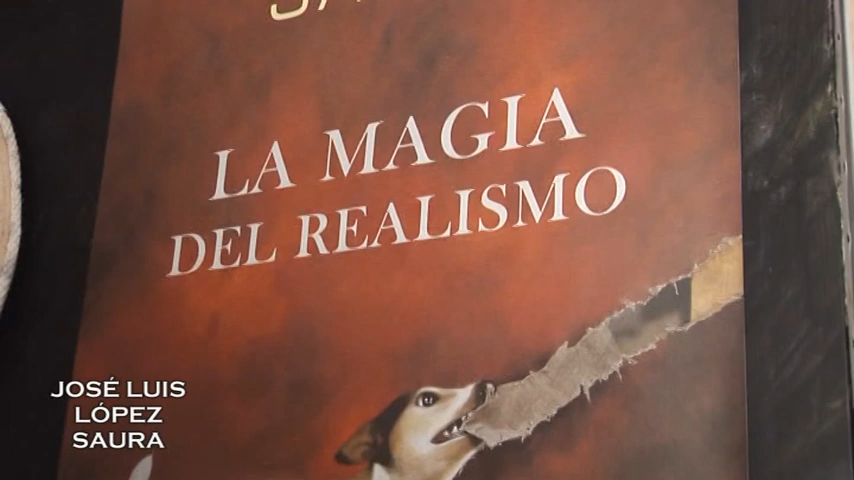 LA MAGIA
DEL REALISMO
JOSÉ LUIS
LÓPEZ
SAURA